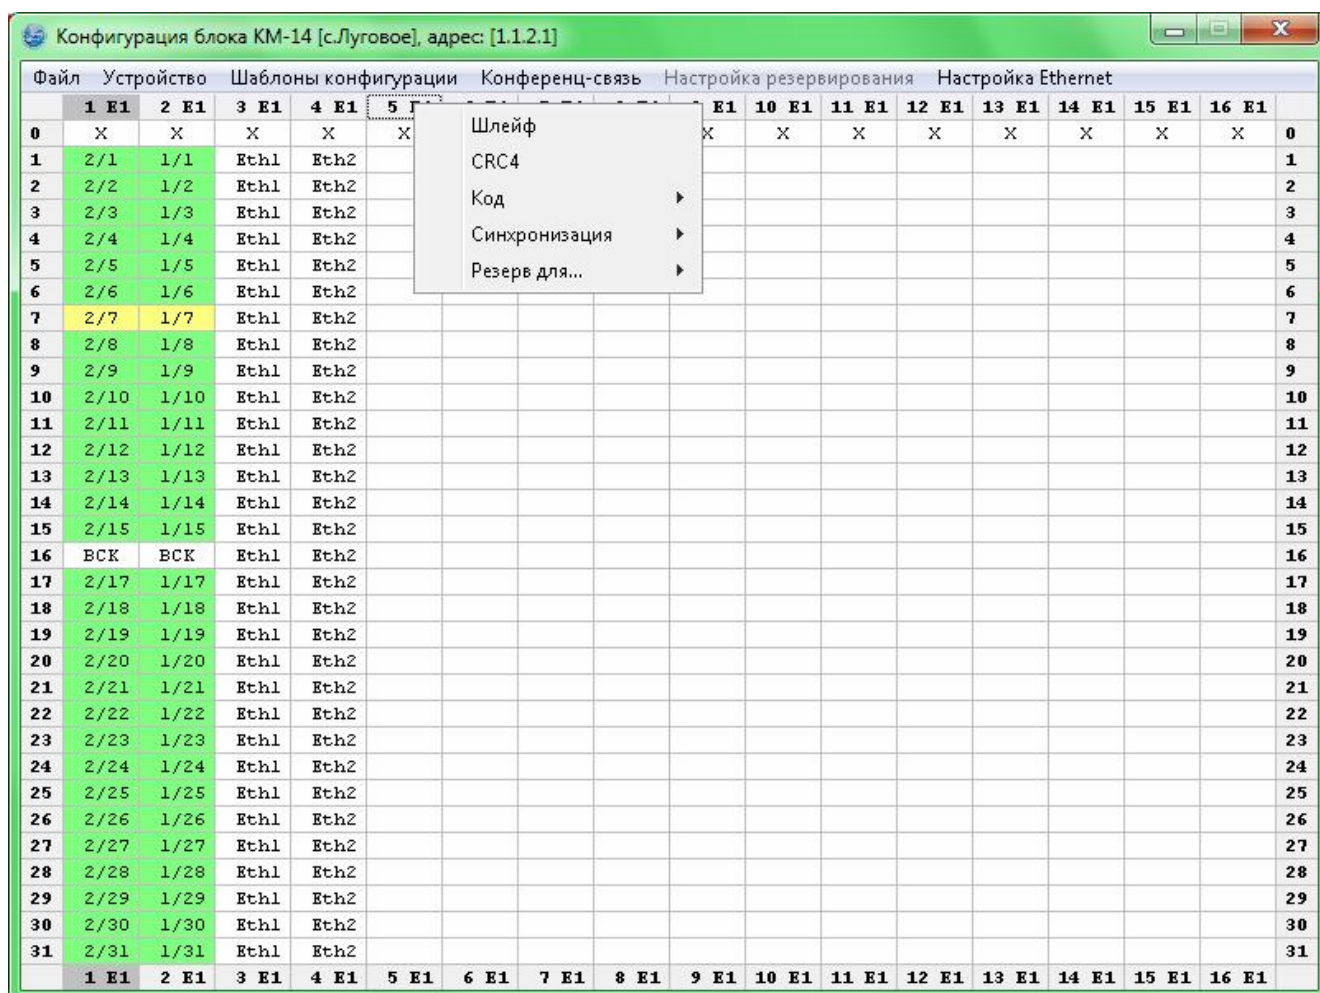 Конфигурация блока КМ-14 [с.Луговое], адрес: [1.1.2.1]
Файл Устройство Шаблоны конфигурации Конференц-связь Настройка резервирования Настройка Ethernet
1 E1 2 E1 3 E1 4 E1 5 E1 10 E1 11 E1 12 E1 13 E1 14 E1 15 E1 16 E1
0 X X X X X X X X X X X X X 0
1 2/1 1/1 Eth1 Eth2 1
2 2/2 1/2 Eth1 Eth2 2
3 2/3 1/3 Eth1 Eth2 3
4 2/4 1/4 Eth1 Eth2 4
5 2/5 1/5 Eth1 Eth2 5
6 2/6 1/6 Eth1 Eth2 6
Шлейф
CRC4
Код
Синхронизация
Резерв для...
7 2/7 1/7 Eth1 Eth2 7
8 2/8 1/8 Eth1 Eth2 8
9 2/9 1/9 Eth1 Eth2 9
10 2/10 1/10 Eth1 Eth2 10
11 2/11 1/11 Eth1 Eth2 11
12 2/12 1/12 Eth1 Eth2 12
13 2/13 1/13 Eth1 Eth2 13
14 2/14 1/14 Eth1 Eth2 14
15 2/15 1/15 Eth1 Eth2 15
16 ВСК ВСК Eth1 Eth2 16
17 2/17 1/17 Eth1 Eth2 17
18 2/18 1/18 Eth1 Eth2 18
19 2/19 1/19 Eth1 Eth2 19
20 2/20 1/20 Eth1 Eth2 20
21 2/21 1/21 Eth1 Eth2 21
22 2/22 1/22 Eth1 Eth2 22
23 2/23 1/23 Eth1 Eth2 23
24 2/24 1/24 Eth1 Eth2 24
25 2/25 1/25 Eth1 Eth2 25
26 2/26 1/26 Eth1 Eth2 26
27 2/27 1/27 Eth1 Eth2 27
28 2/28 1/28 Eth1 Eth2 28
29 2/29 1/29 Eth1 Eth2 29
30 2/30 1/30 Eth1 Eth2 30
31 2/31 1/31 Eth1 Eth2 31
1 E1 2 E1 3 E1 4 E1 5 E1 6 E1 7 E1 8 E1 9 E1 10 E1 11 E1 12 E1 13 E1 14 E1 15 E1 16 E1